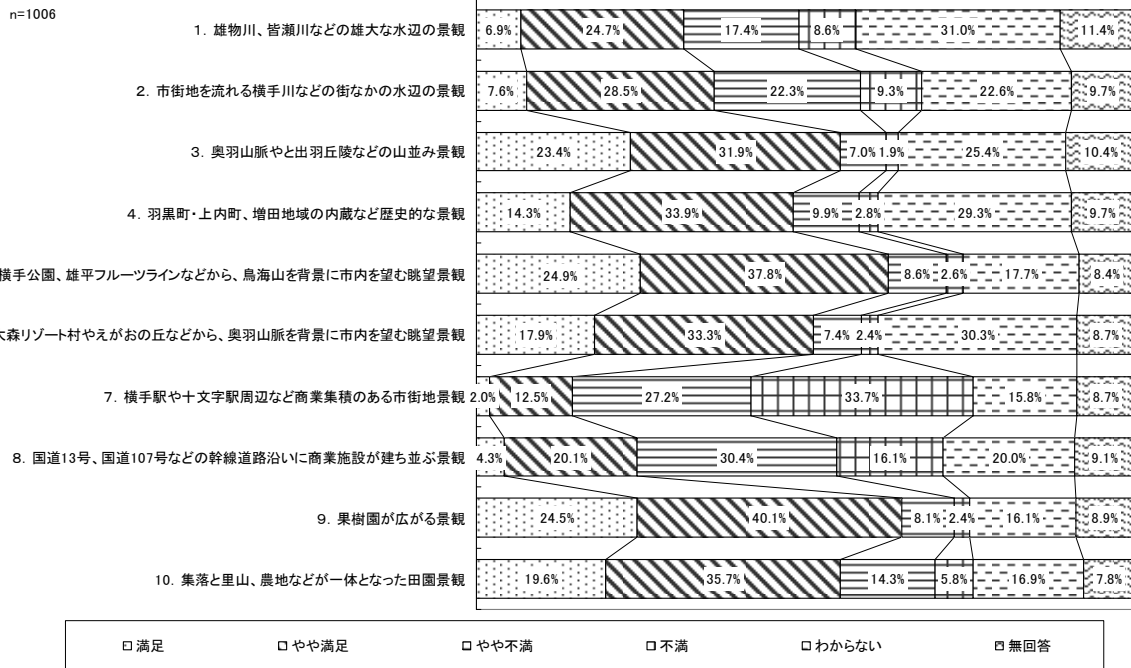 n=1006
1. 雄物川、皆瀬川などの雄大な水辺の景観
6.9% 24.7% 17.4% 8.6% 31.0% 11.4%
2. 市街地を流れる横手川などの街なかの水辺の景観
7.6% 28.5% 22.3% 9.3% 22.6% 9.7%
3. 奥羽山脈やと出羽丘陵などの山並み景観
23.4% 31.9% 7.0% 1.9% 25.4% 10.4%
4. 羽黒町・上内町、増田地域の内蔵など歴史的な景観
14.3% 33.9% 9.9% 2.8% 29.3% 9.7%
横手公園、雄平フルーツラインなどから、鳥海山を背景に市内を望む眺望景観
24.9% 37.8% 8.6% 2.6% 17.7% 8.4%
大森リゾート村やえがおの丘などから、奥羽山脈を背景に市内を望む眺望景観
17.9% 33.3% 7.4% 2.4% 30.3% 8.7%
7. 横手駅や十文字駅周辺など商業集積のある市街地景観
2.0% 12.5% 27.2% 33.7% 15.8% 8.7%
8. 国道13号、国道107号などの幹線道路沿いに商業施設が建ち並ぶ景観
4.3% 20.1% 30.4% 16.1% 20.0% 9.1%
9. 果樹園が広がる景観
24.5% 40.1% 8.1% 2.4% 16.1% 8.9%
10. 集落と里山、農地などが一体となった田園景観
19.6% 35.7% 14.3% 5.8% 16.9% 7.8%
満足 やや満足 やや不満 不満 わからない 無回答